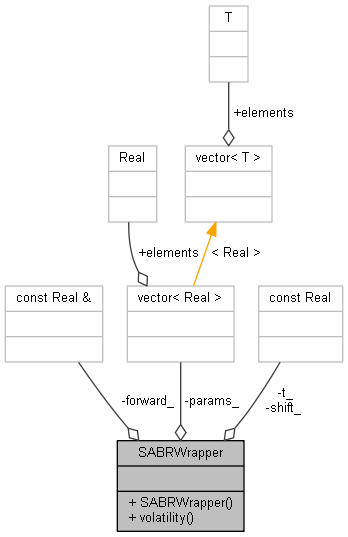 T
+elements
Real
vector< T >
+elements
< Real >
const Real &
vector< Real >
const Real
-forward_
-params_
-t_
-shift_
SABRWrapper
+ SABRWrapper()
+ volatility()